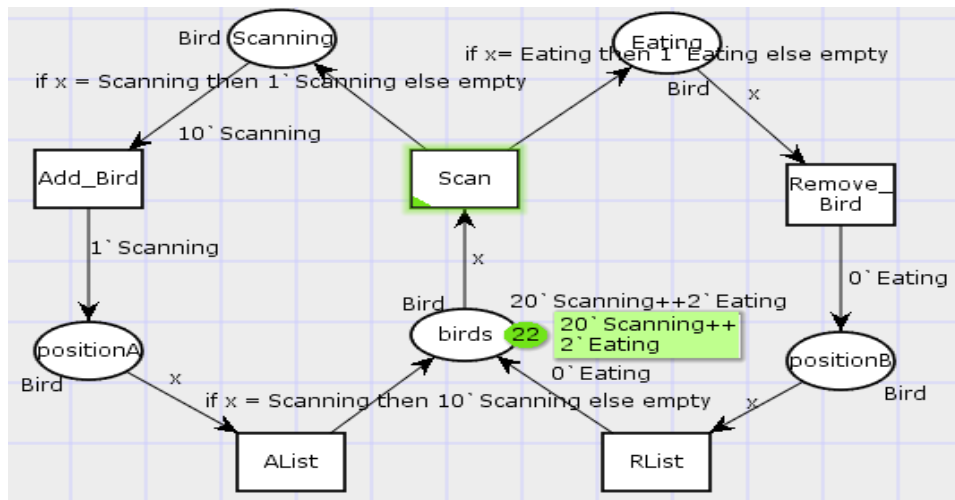 Bird
Scanning
Eating
if x= Eating then 1`Eating else empty
if x = Scanning then 1`Scanning else empty
Bird
x
10`Scanning
Add_Bird
Scan
Remove_
Bird
1`Scanning
x
0`Eating
Bird
20`Scanning++2`Eating
positionA
birds
22
20`Scanning++
2`Eating
positionB
Bird
x
0`Eating
Bird
if x = Scanning then 10`Scanning else empty
x
AList
RList